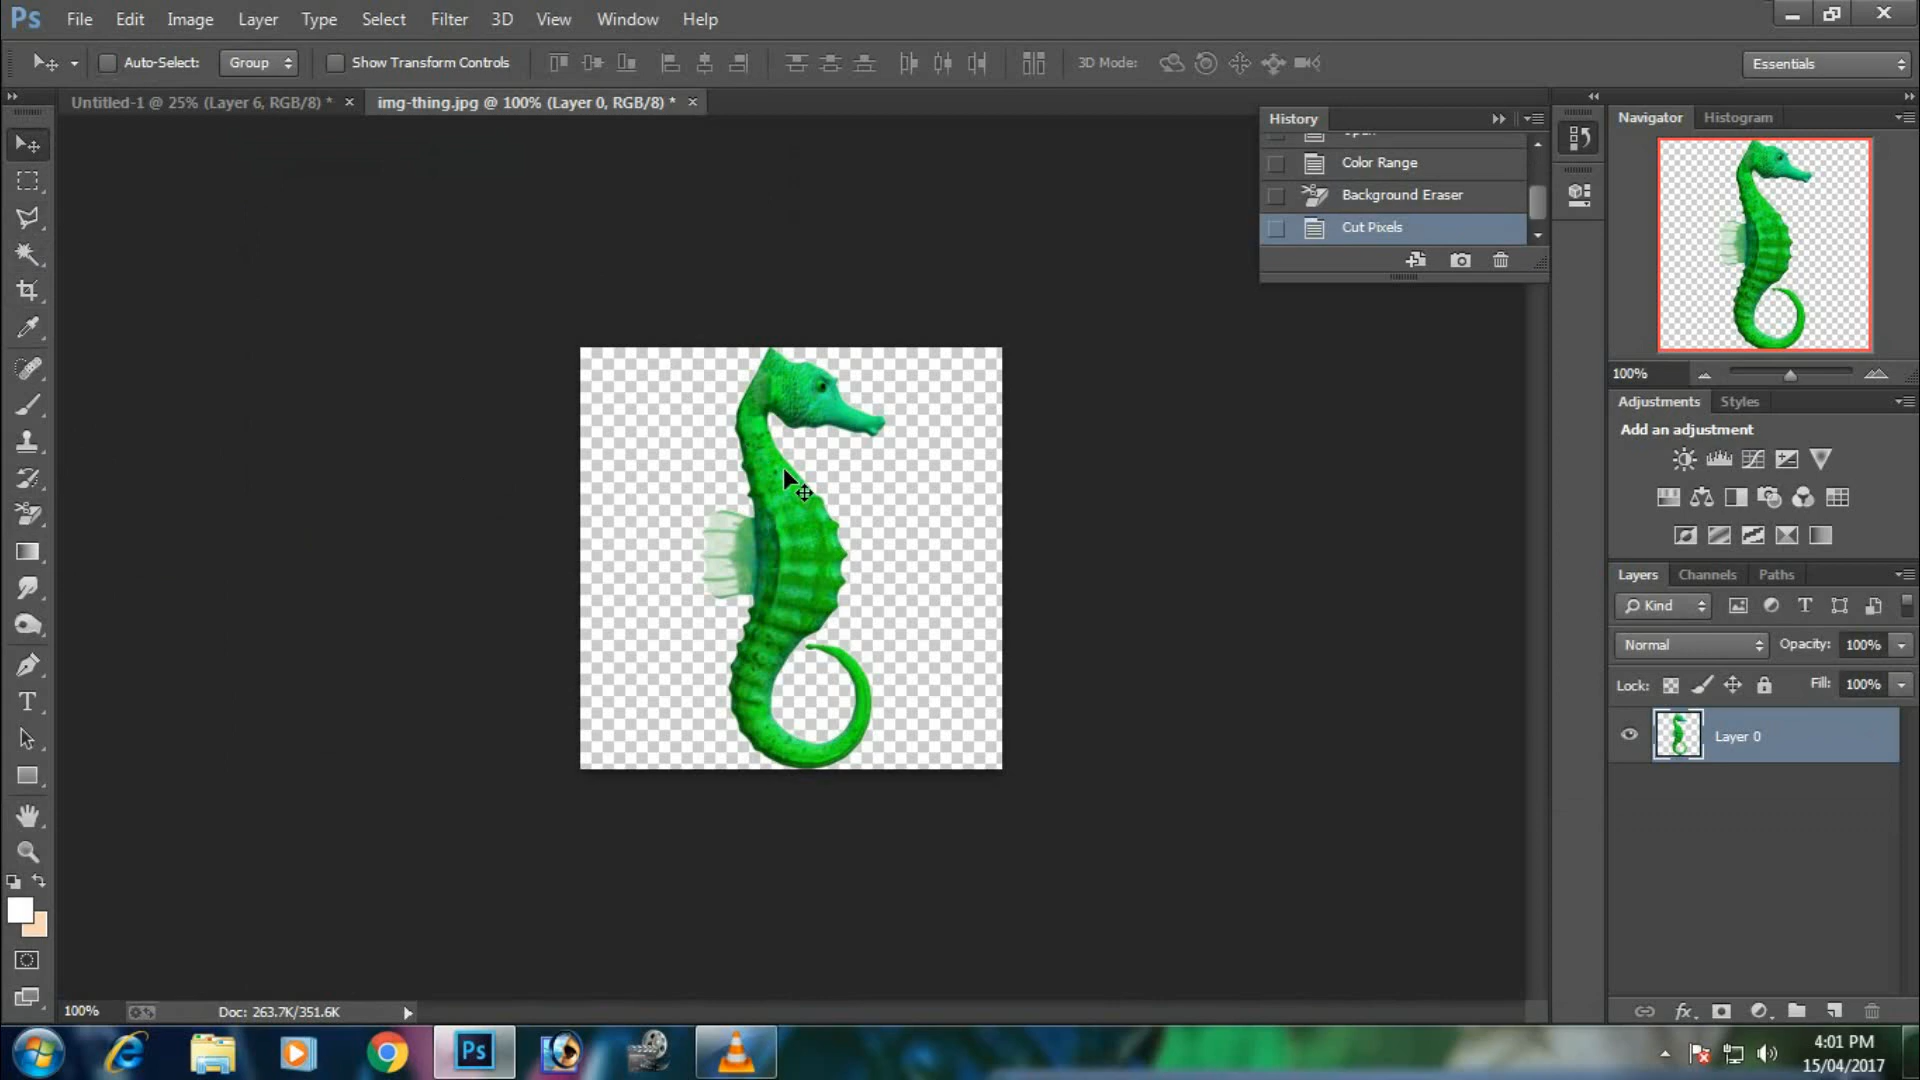 Ps File Edit Image Layer Type Select Filter 3D View Window Help
Auto-Select: Group Show Transform Controls 3D Mode: Essentials
Untitled-1 @ 25% (Layer 6, RGB/8) * × img-thing.jpg @ 100% (Layer 0, RGB/8) * ×
History
Color Range
Background Eraser
Cut Pixels
Navigator Histogram
100%
Adjustments Styles
Add an adjustment
Layers Channels Paths
Kind
Normal Opacity: 100%
Lock: Fill: 100%
Layer 0
100% Doc: 263.7K/351.6K
Ps
4:01 PM
15/04/2017